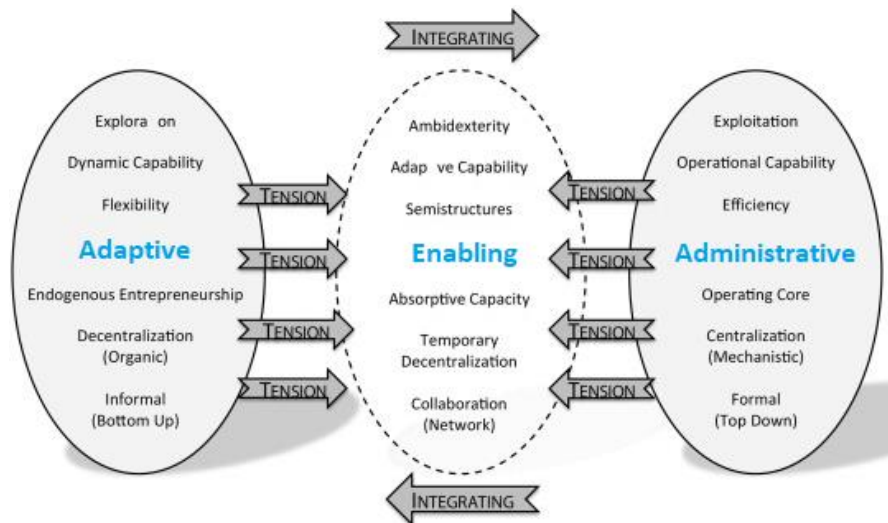 INTEGRATING
Explora on
Dynamic Capability
Flexibility
Adaptive
Endogenous Entrepreneurship
Decentralization
(Organic)
Informal
(Bottom Up)
TENSION
TENSION
TENSION
TENSION
Ambidexterity
Adap ve Capability
Semistructures
Enabling
Absorptive Capacity
Temporary
Decentralization
Collaboration
(Network)
TENSION
TENSION
TENSION
TENSION
Exploitation
Operational Capability
Efficiency
Administrative
Operating Core
Centralization
(Mechanistic)
Formal
(Top Down)
INTEGRATING